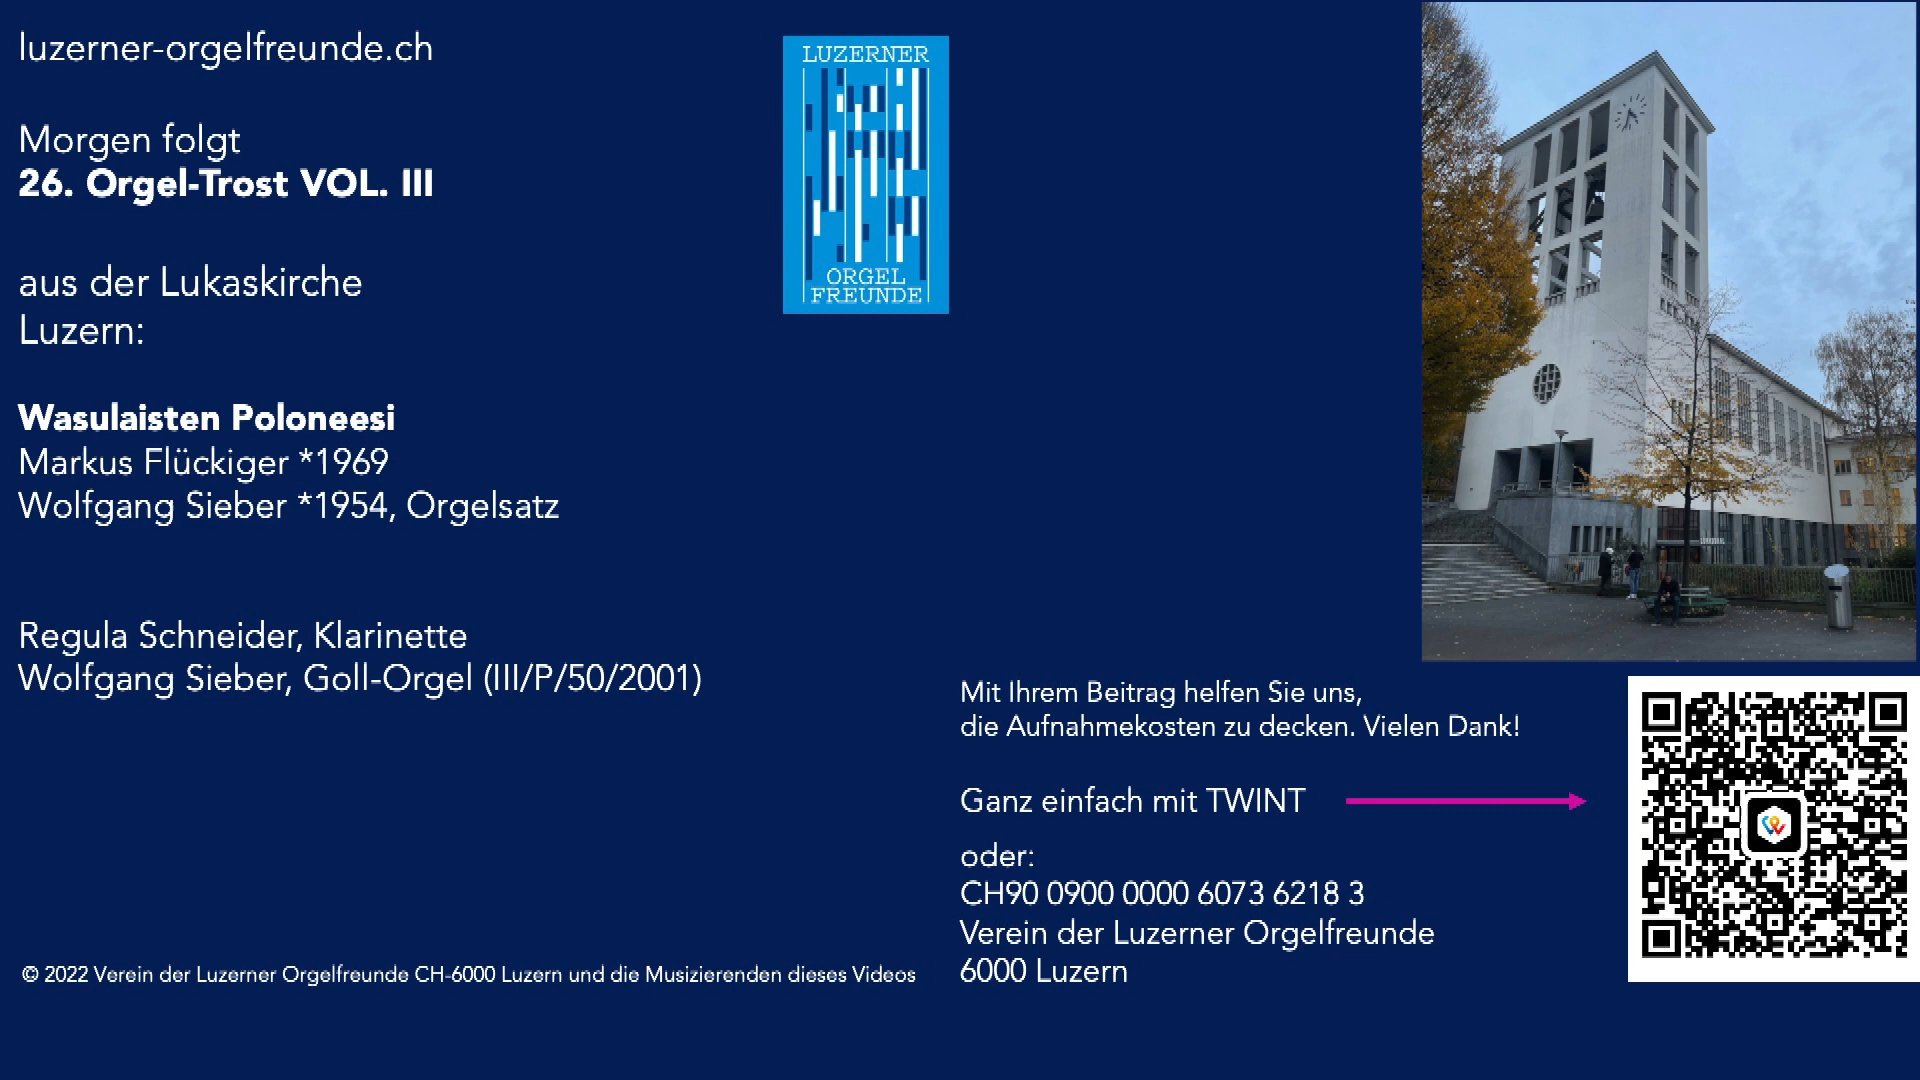 luzerner-orgelfreunde.ch
Morgen folgt
26. Orgel-Trost VOL. III
aus der Lukaskirche
Luzern:
Wasulaisten Poloneesi
Markus Flückiger *1969
Wolfgang Sieber *1954, Orgelsatz
Regula Schneider, Klarinette
Wolfgang Sieber, Goll-Orgel (III/P/50/2001)
© 2022 Verein der Luzerner Orgelfreunde CH-6000 Luzern und die Musizierenden dieses Videos
LUZERNER
ORGEL
FREUNDE
Mit Ihrem Beitrag helfen Sie uns,
die Aufnahmekosten zu decken. Vielen Dank!
Ganz einfach mit TWINT
oder:
CH90 0900 0000 6073 6218 3
Verein der Luzerner Orgelfreunde
6000 Luzern